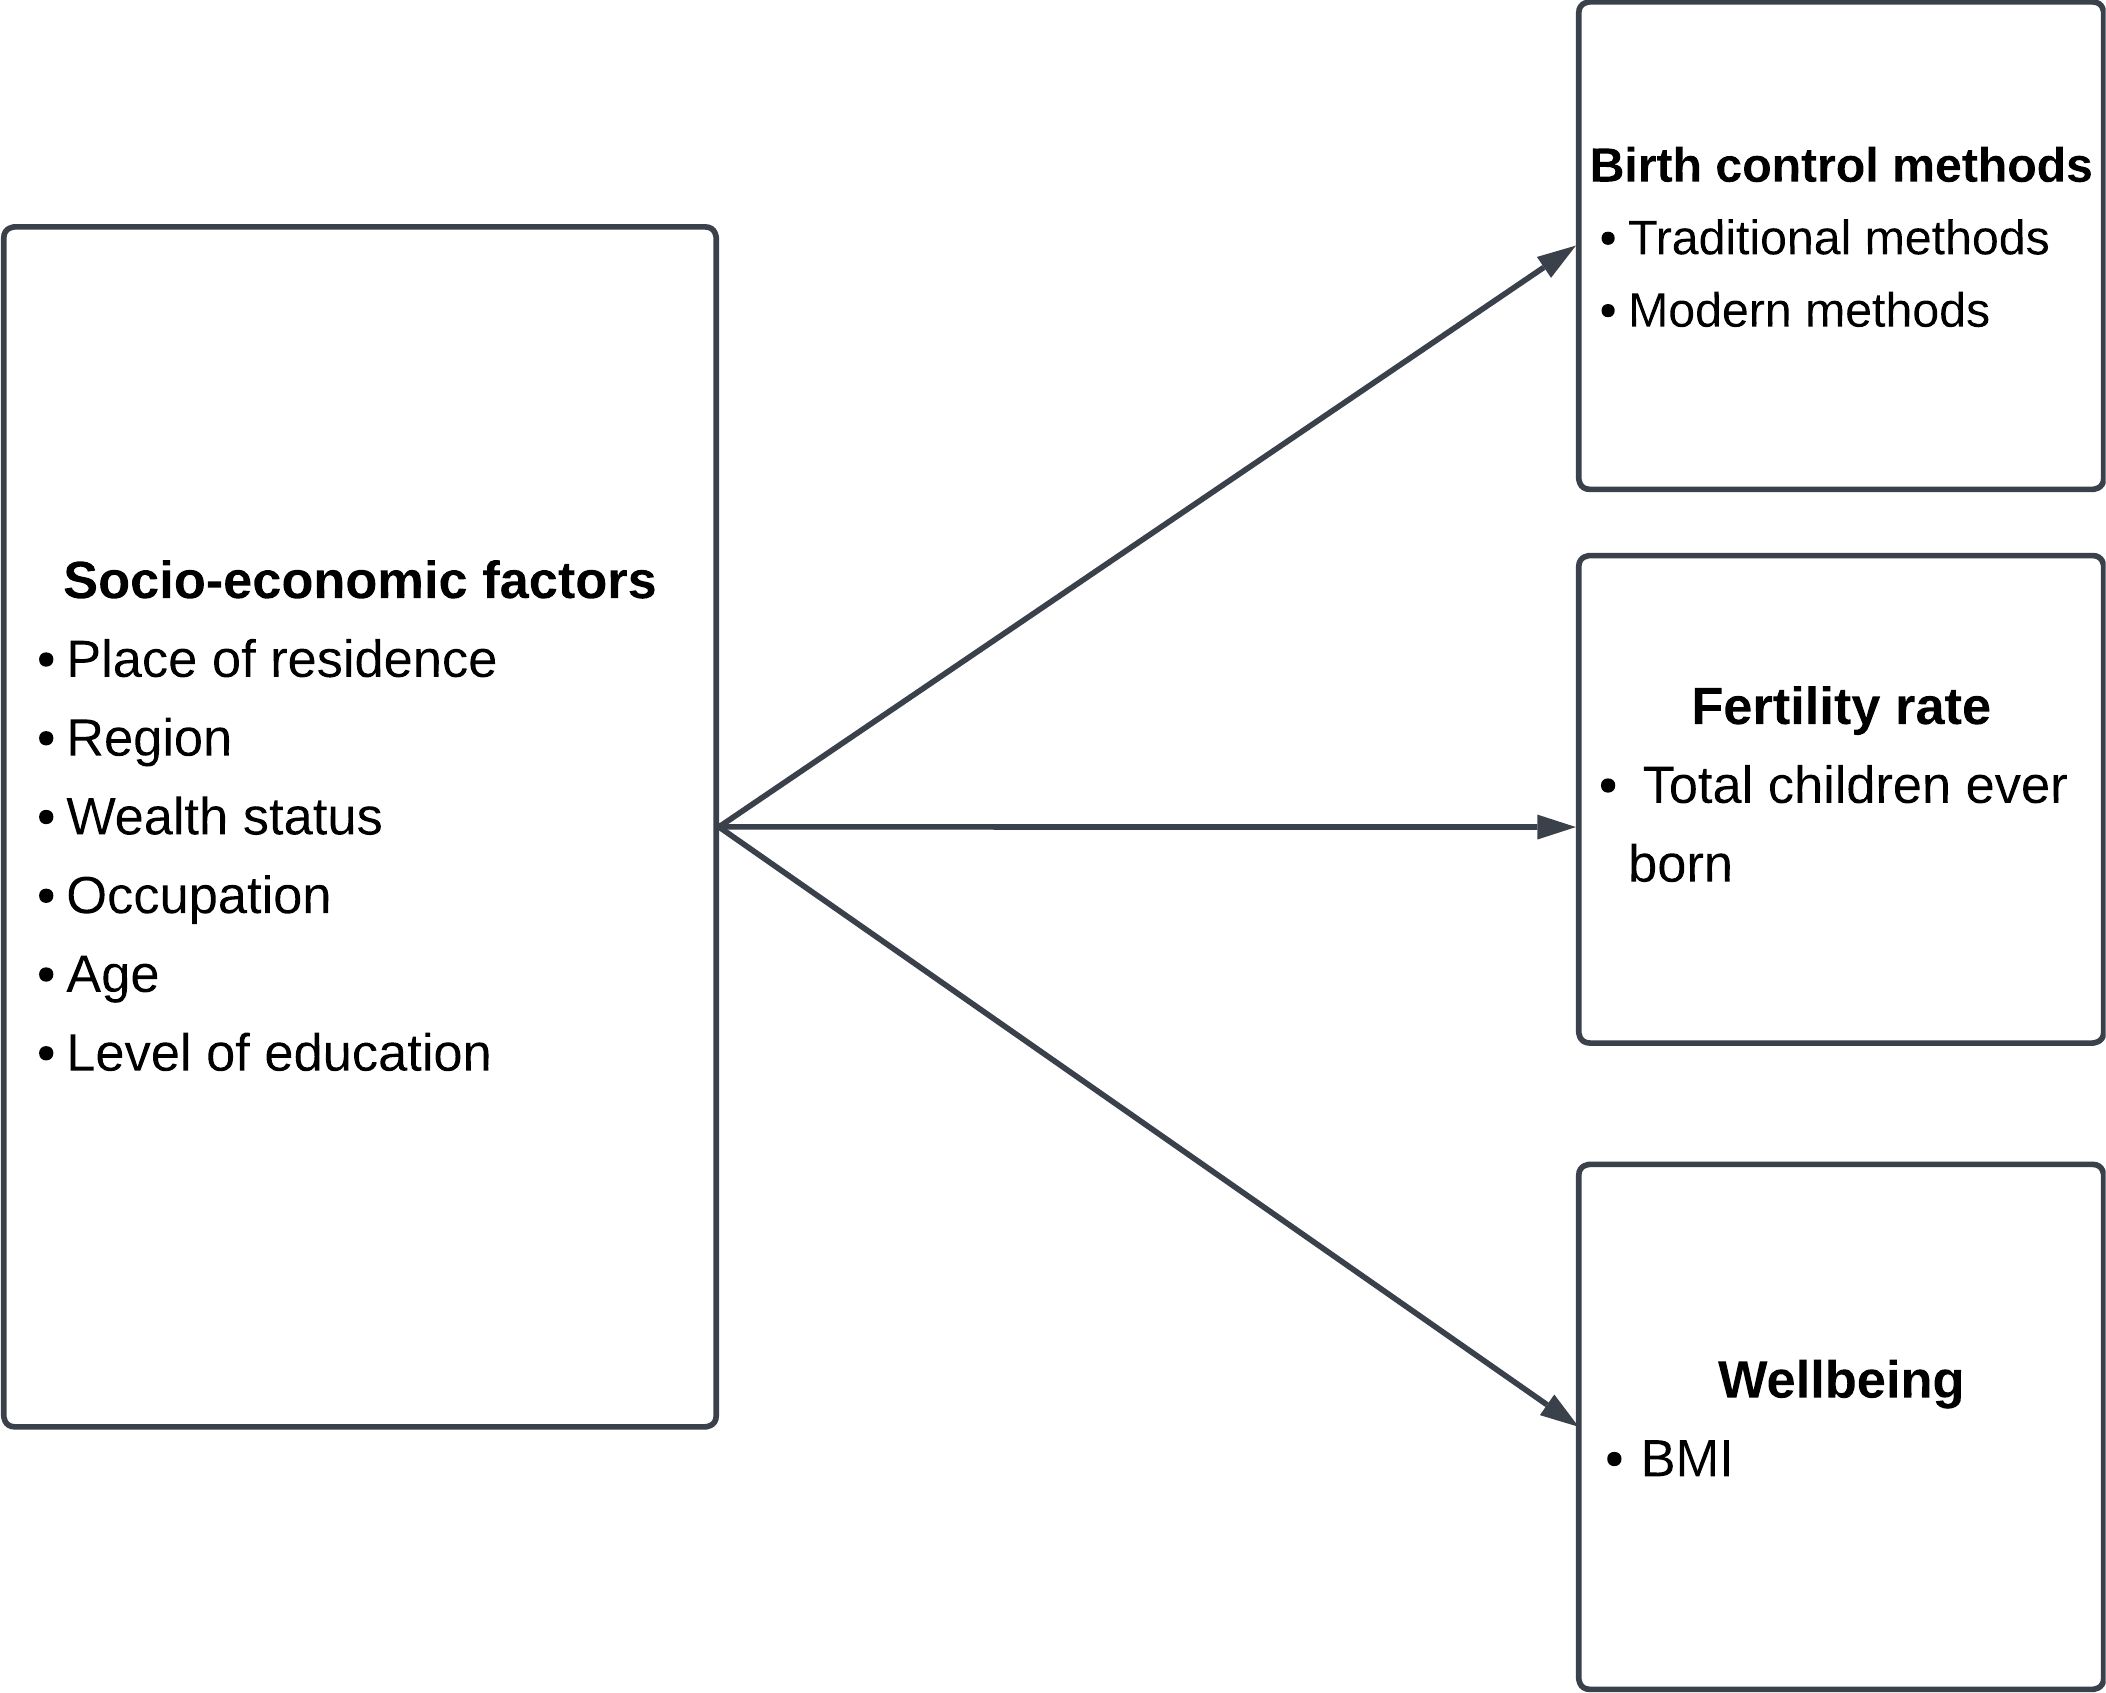 Socio-economic factors
• Place of residence
• Region
• Wealth status
• Occupation
• Age
• Level of education
Birth control methods
• Traditional methods
• Modern methods
Fertility rate
• Total children ever
born
Wellbeing
• BMI